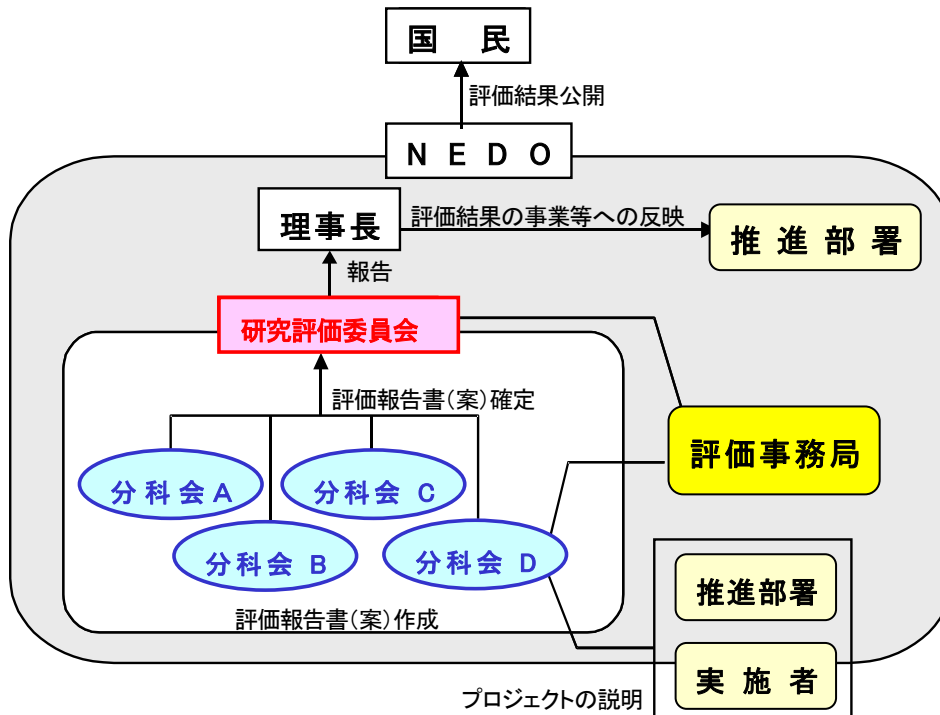 国　民
評価結果公開
ＮＥＤＯ
理事長
評価結果の事業等への反映
推進部署
報告
研究評価委員会
評価報告書（案）確定
評価事務局
分科会A
分科会 C
分科会 B
分科会 D
推進部署
評価報告書（案）作成
実施者
プロジェクトの説明